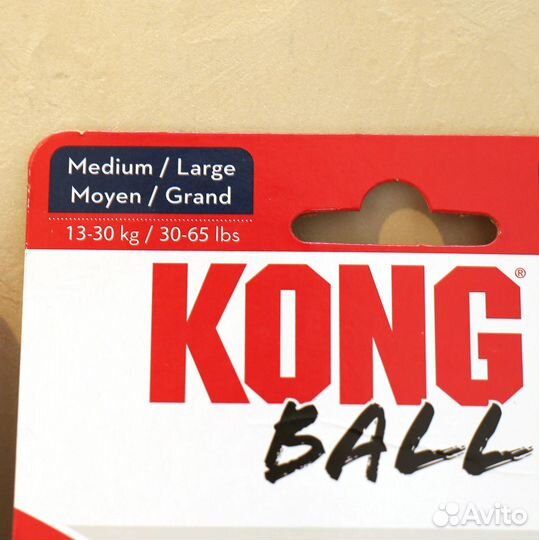 Medium / Large
Moyen / Grand
13-30 kg / 30-65 lbs
KONG®
BALL
Avito